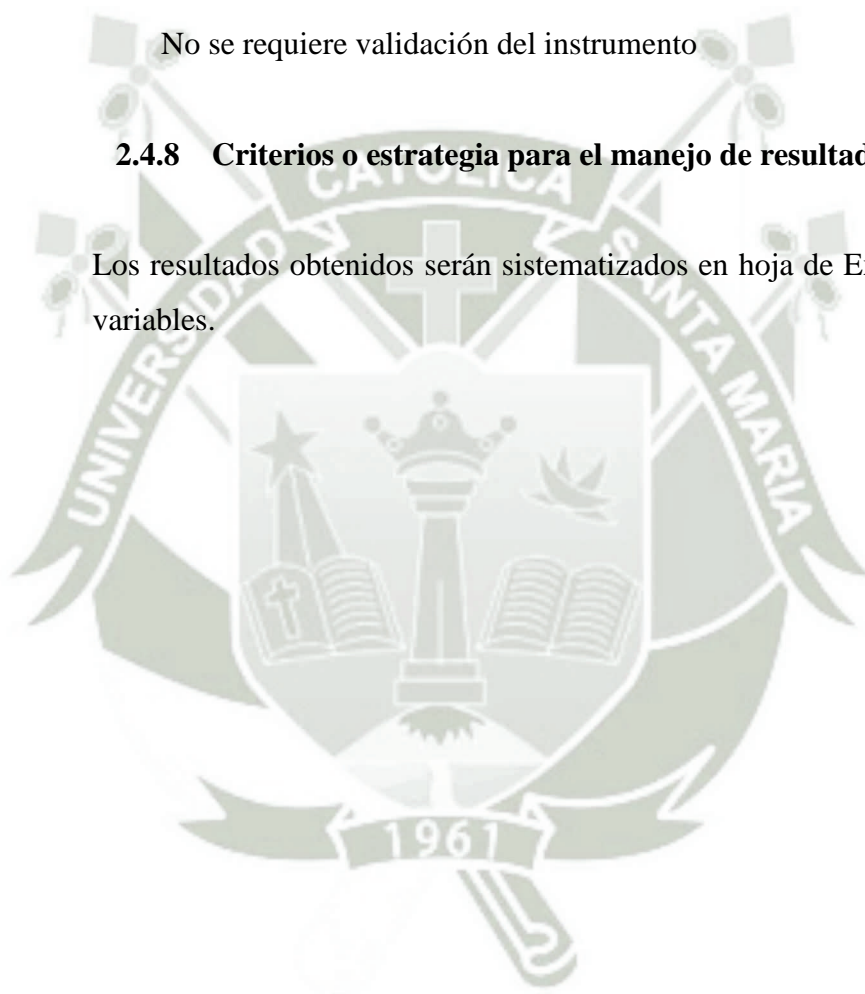 No se requiere validación del instrumento
2.4.8 Criterios o estrategia para el manejo de
CATOLICA
UNIVERSIDAD
SANTA MARIA
Los resultados obtenidos serán sistematizados en hoja de
variables.
1961